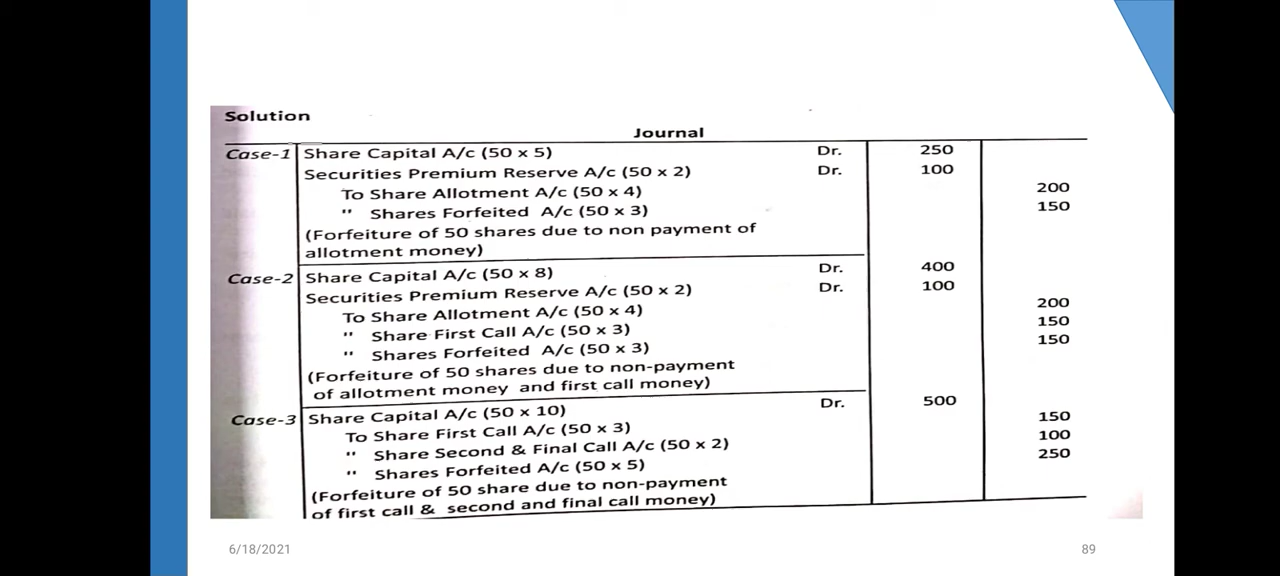 Solution
Journal
Case-1 Share Capital A/c (50 x 5) Dr. 250
Securities Premium Reserve A/c (50 x 2) Dr. 100
To Share Allotment A/c (50 x 4) 200
" Shares Forfeited A/c (50 x 3) 150
(Forfeiture of 50 shares due to non payment of
allotment money)
Case-2 Share Capital A/c (50 x 8) Dr. 400
Securities Premium Reserve A/c (50 x 2) Dr. 100
To Share Allotment A/c (50 x 4) 200
" Share First Call A/c (50 x 3) 150
" Shares Forfeited A/c (50 x 3) 150
(Forfeiture of 50 shares due to non-payment
of allotment money and first call money)
Case-3 Share Capital A/c (50 x 10) Dr. 500
To Share First Call A/c (50 x 3) 150
" Share Second & Final Call A/c (50 x 2) 100
" Shares Forfeited A/c (50 x 5) 250
(Forfeiture of 50 share due to non-payment
of first call & second and final call money)
6/18/2021 89